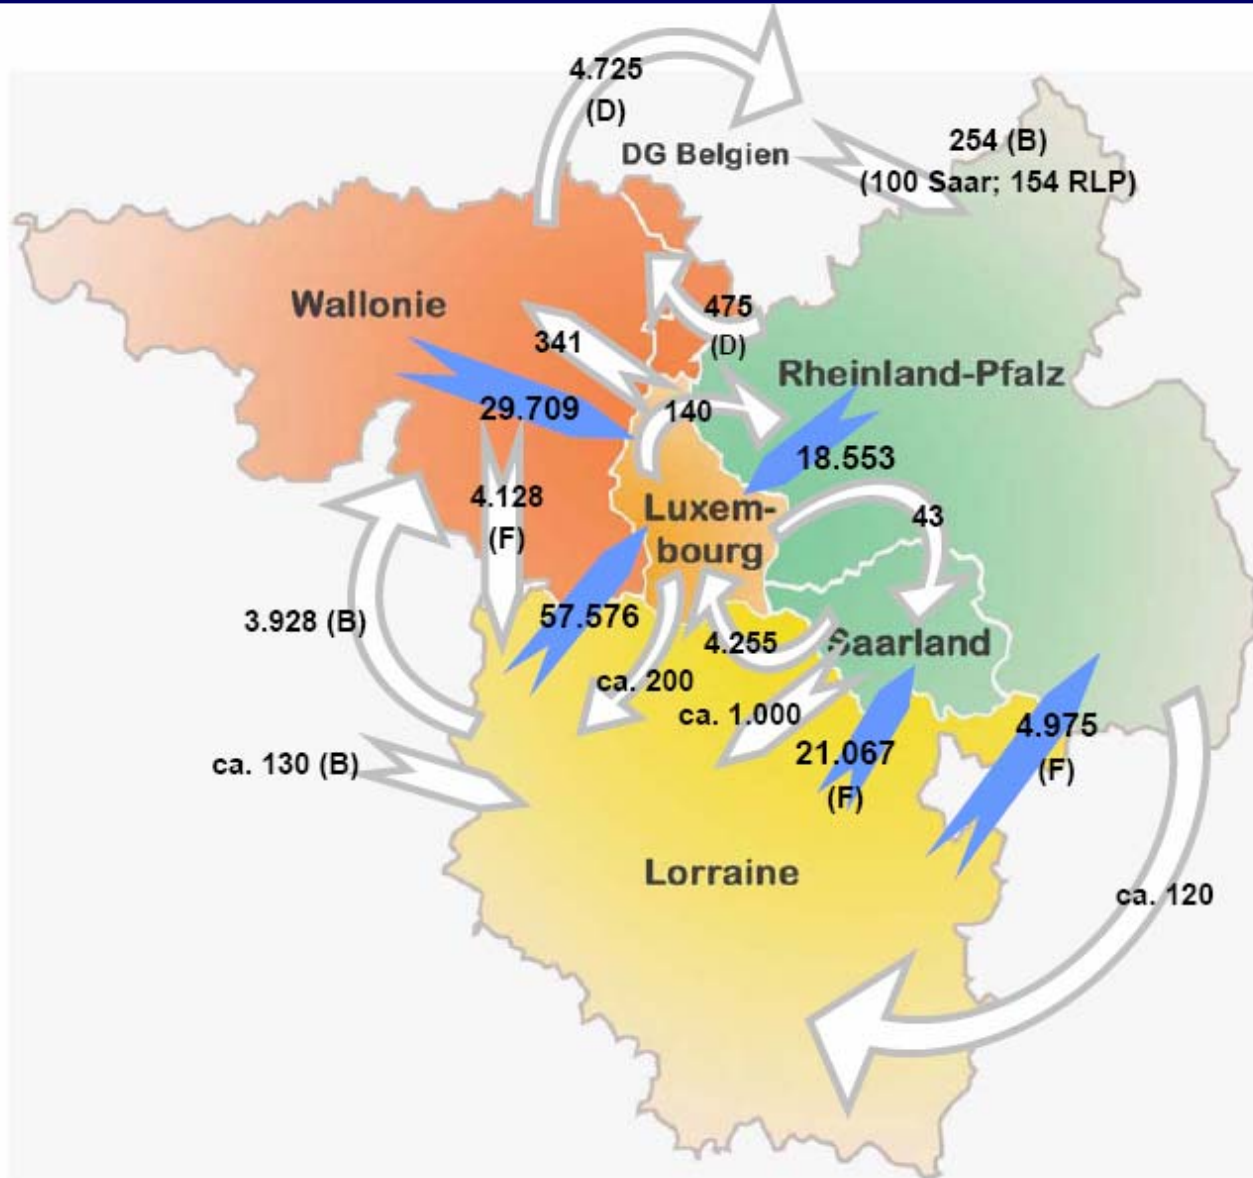 4.725
(D)
DG Belgien
254 (B)
(100 Saar; 154 RLP)
Wallonie
475
(D)
341
Rheinland-Pfalz
29.709
140
18.553
4.128
(F)
Luxem-
bourg
43
3.928 (B)
57.576
4.255
Saarland
ca. 200
ca. 1.000
21.067
(F)
4.975
(F)
ca. 130 (B)
Lorraine
ca. 120